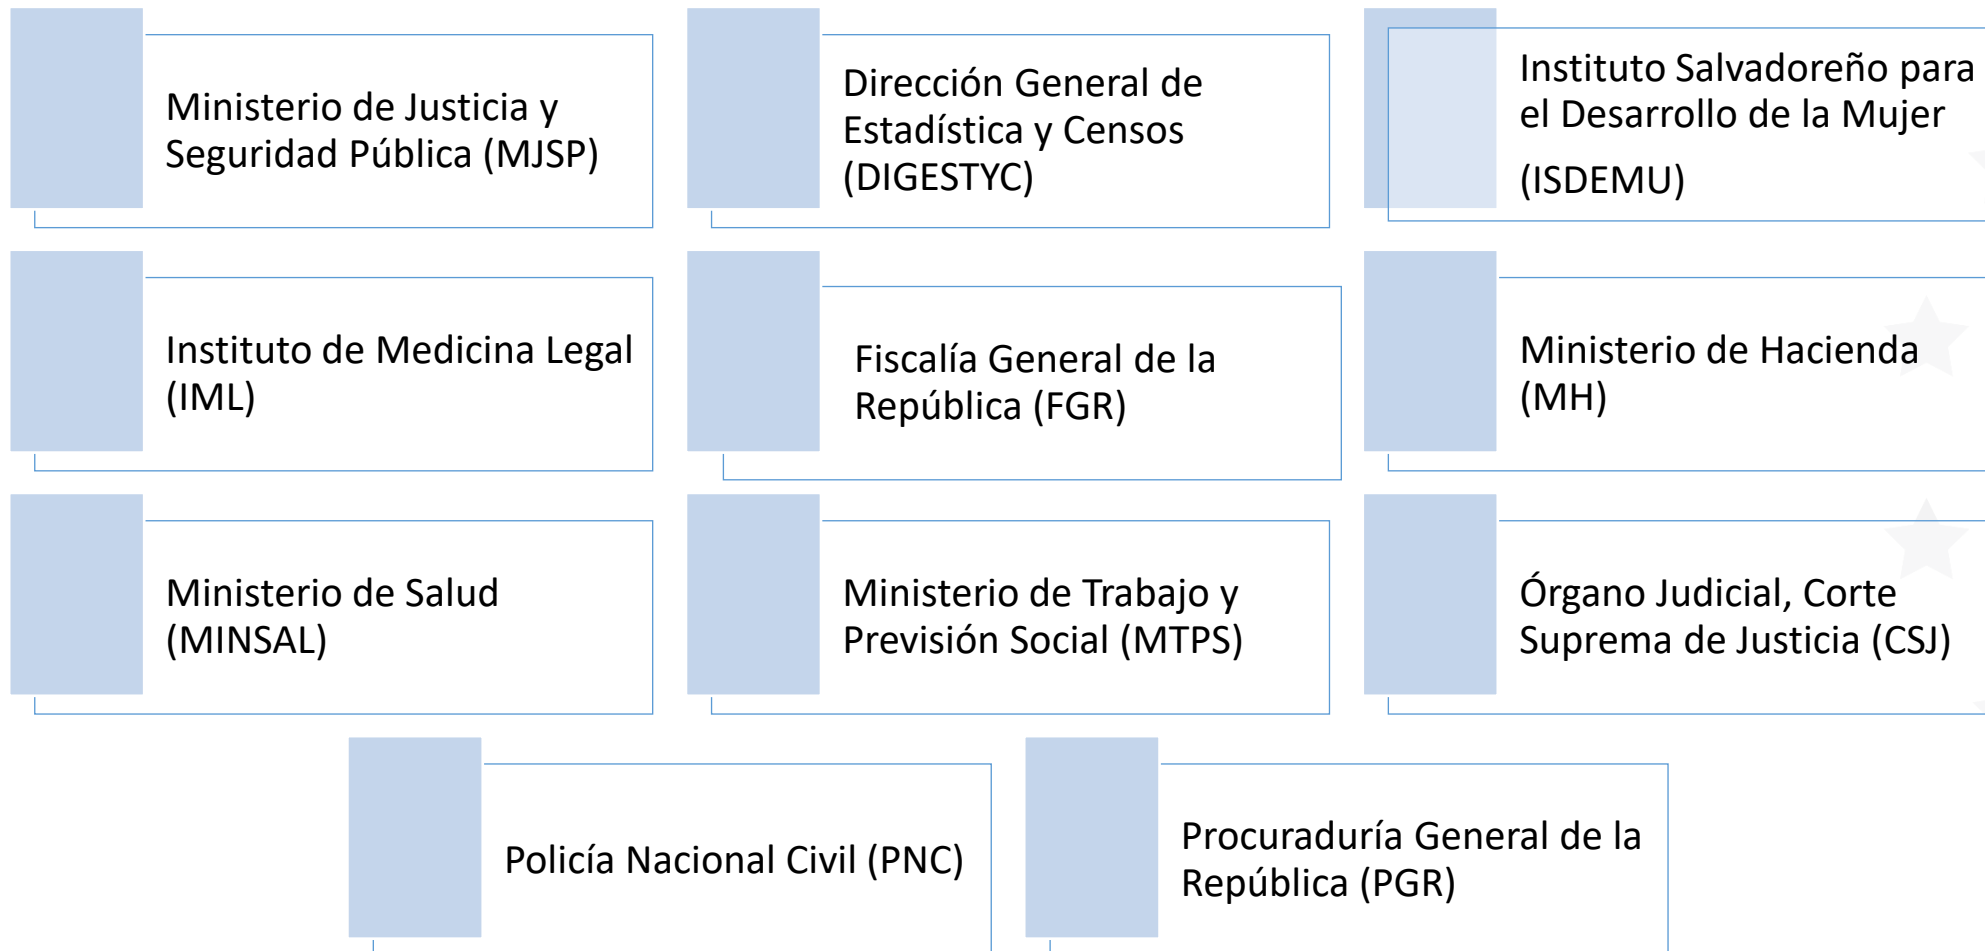 Ministerio de Justicia y
Seguridad Pública (MJSP)
Dirección General de
Estadística y Censos
(DIGESTYC)
Instituto Salvadoreño para
el Desarrollo de la Mujer
(ISDEMU)
Instituto de Medicina Legal
(IML)
Fiscalía General de la
República (FGR)
Ministerio de Hacienda
(MH)
Ministerio de Salud
(MINSAL)
Ministerio de Trabajo y
Previsión Social (MTPS)
Órgano Judicial, Corte
Suprema de Justicia (CSJ)
Policía Nacional Civil (PNC)
Procuraduría General de la
República (PGR)